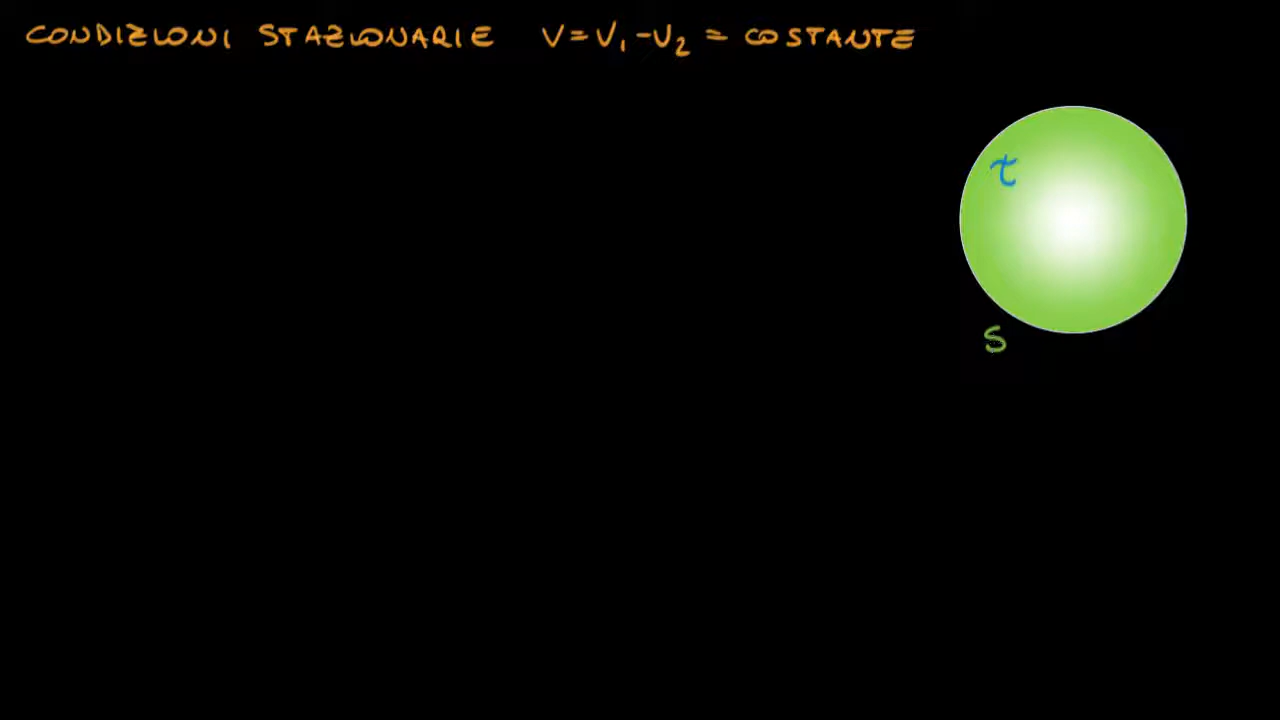 CONDIZIONI STAZIONARIE V=V₁-V₂ = COSTANTE
τ
S